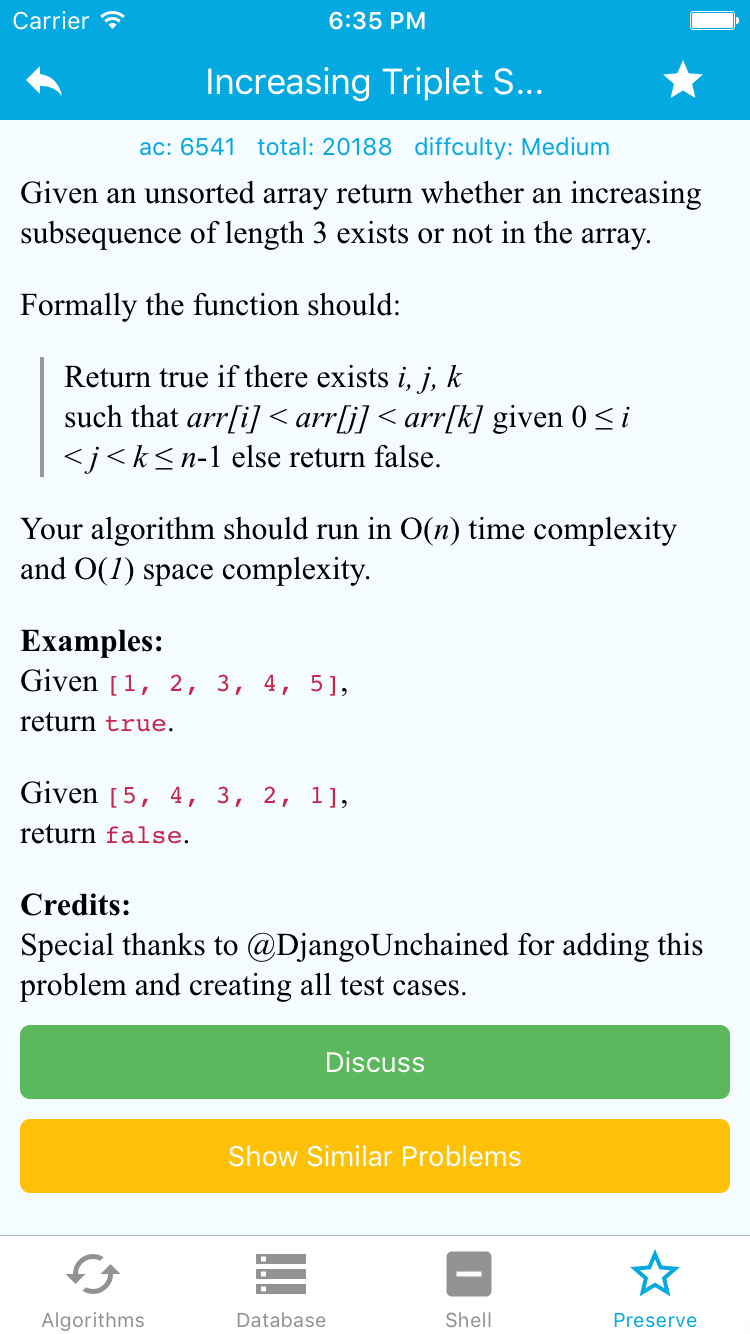 Carrier 6:35 PM
Increasing Triplet S...
ac: 6541 total: 20188 diffculty: Medium
Given an unsorted array return whether an increasing
subsequence of length 3 exists or not in the array.
Formally the function should:
Return true if there exists i, j, k
such that arr[i] < arr[j] < arr[k] given 0 ≤ i
< j < k ≤ n-1 else return false.
Your algorithm should run in O(n) time complexity
and O(1) space complexity.
Examples:
Given [1, 2, 3, 4, 5],
return true.
Given [5, 4, 3, 2, 1],
return false.
Credits:
Special thanks to @DjangoUnchained for adding this
problem and creating all test cases.
Discuss
Show Similar Problems
Algorithms Database Shell Preserve